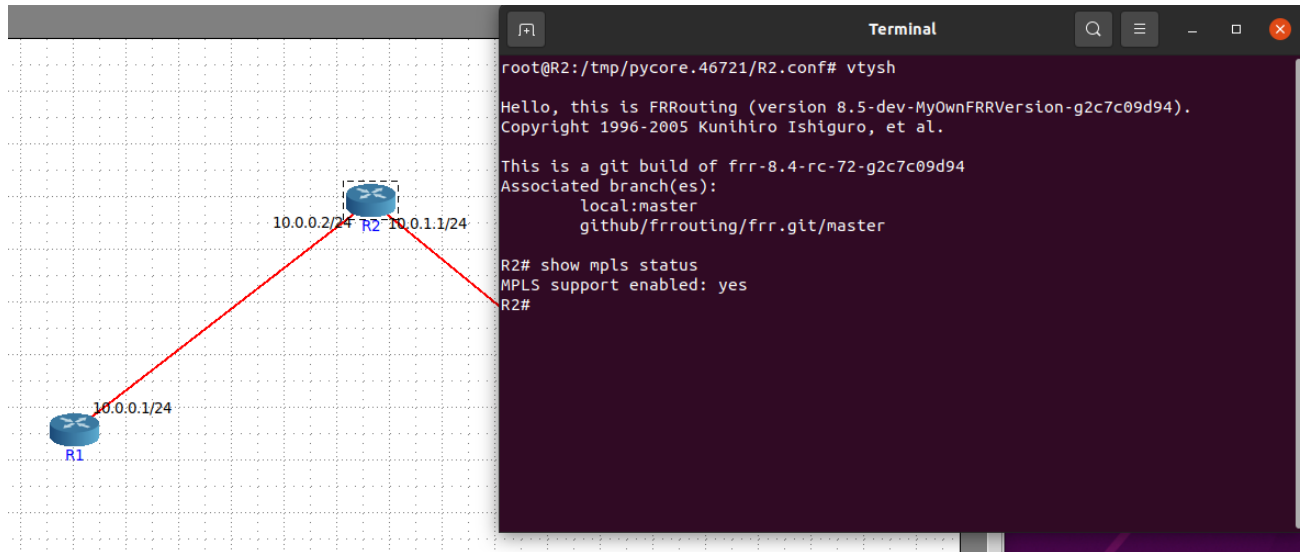 Terminal
root@R2:/tmp/pycore.46721/R2.conf# vtysh
Hello, this is FRRouting (version 8.5-dev-MyOwnFRRVersion-g2c7c09d94).
Copyright 1996-2005 Kunihiro Ishiguro, et al.
This is a git build of frr-8.4-rc-72-g2c7c09d94
Associated branch(es):
local:master
github/frrouting/frr.git/master
R2# show mpls status
MPLS support enabled: yes
R2#
10.0.0.2/24 R2 10.0.1.1/24
10.0.0.1/24
R1